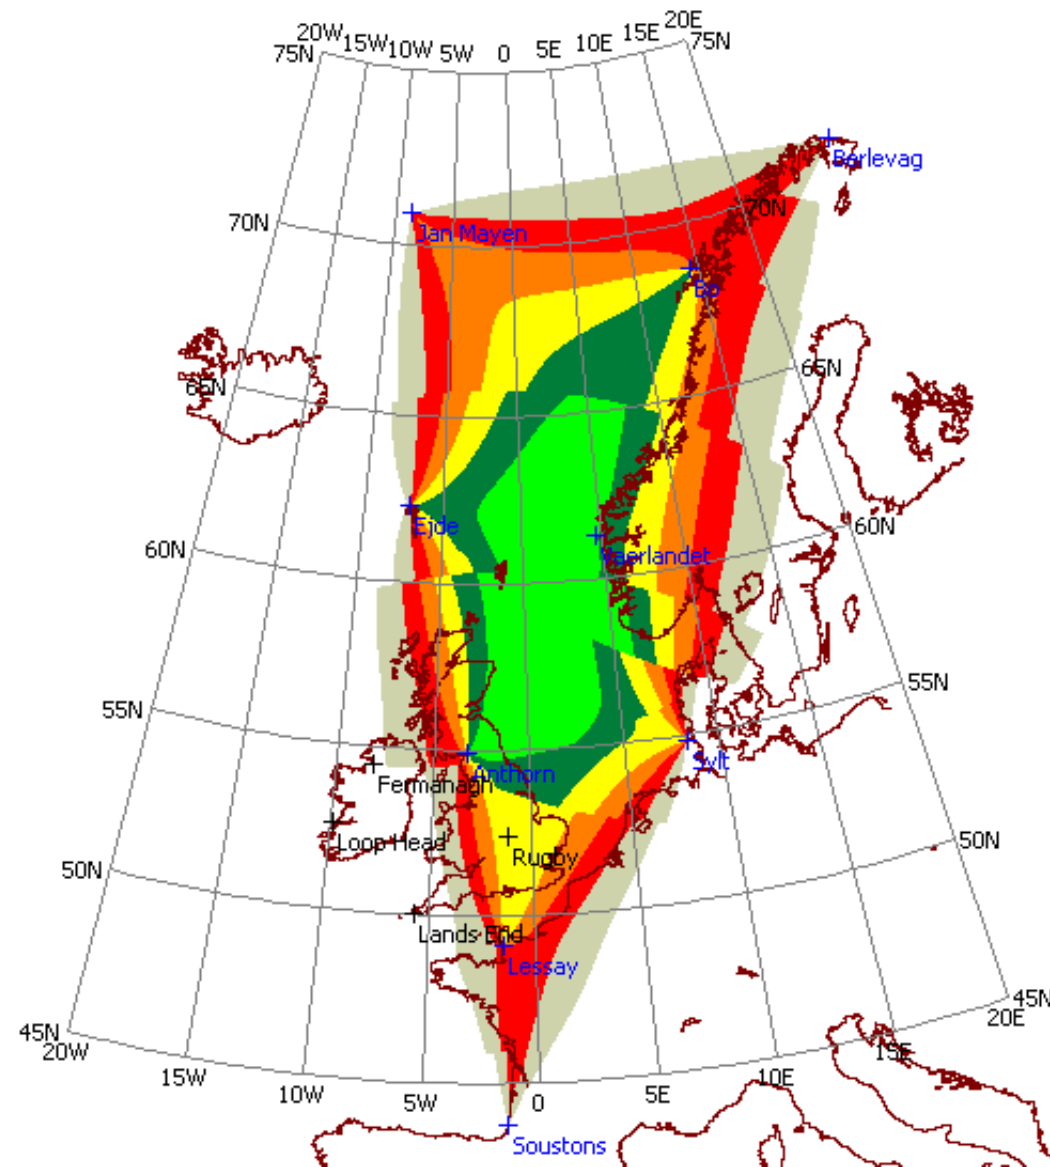 20W 15W 10W 5W 0 5E 10E 15E 20E
75N 75N
Berlevag
70N 70N
Jan Mayen
Bo
65N 65N
Ejde
60N 60N
Vaerlandet
55N 55N
Anthorn Sylt
Fermanagh
Loop Head
Rugby
50N 50N
Lands End
Lessay
45N 45N
20W 20E
15W 15E
10W 10E
5W 0 5E
Soustons